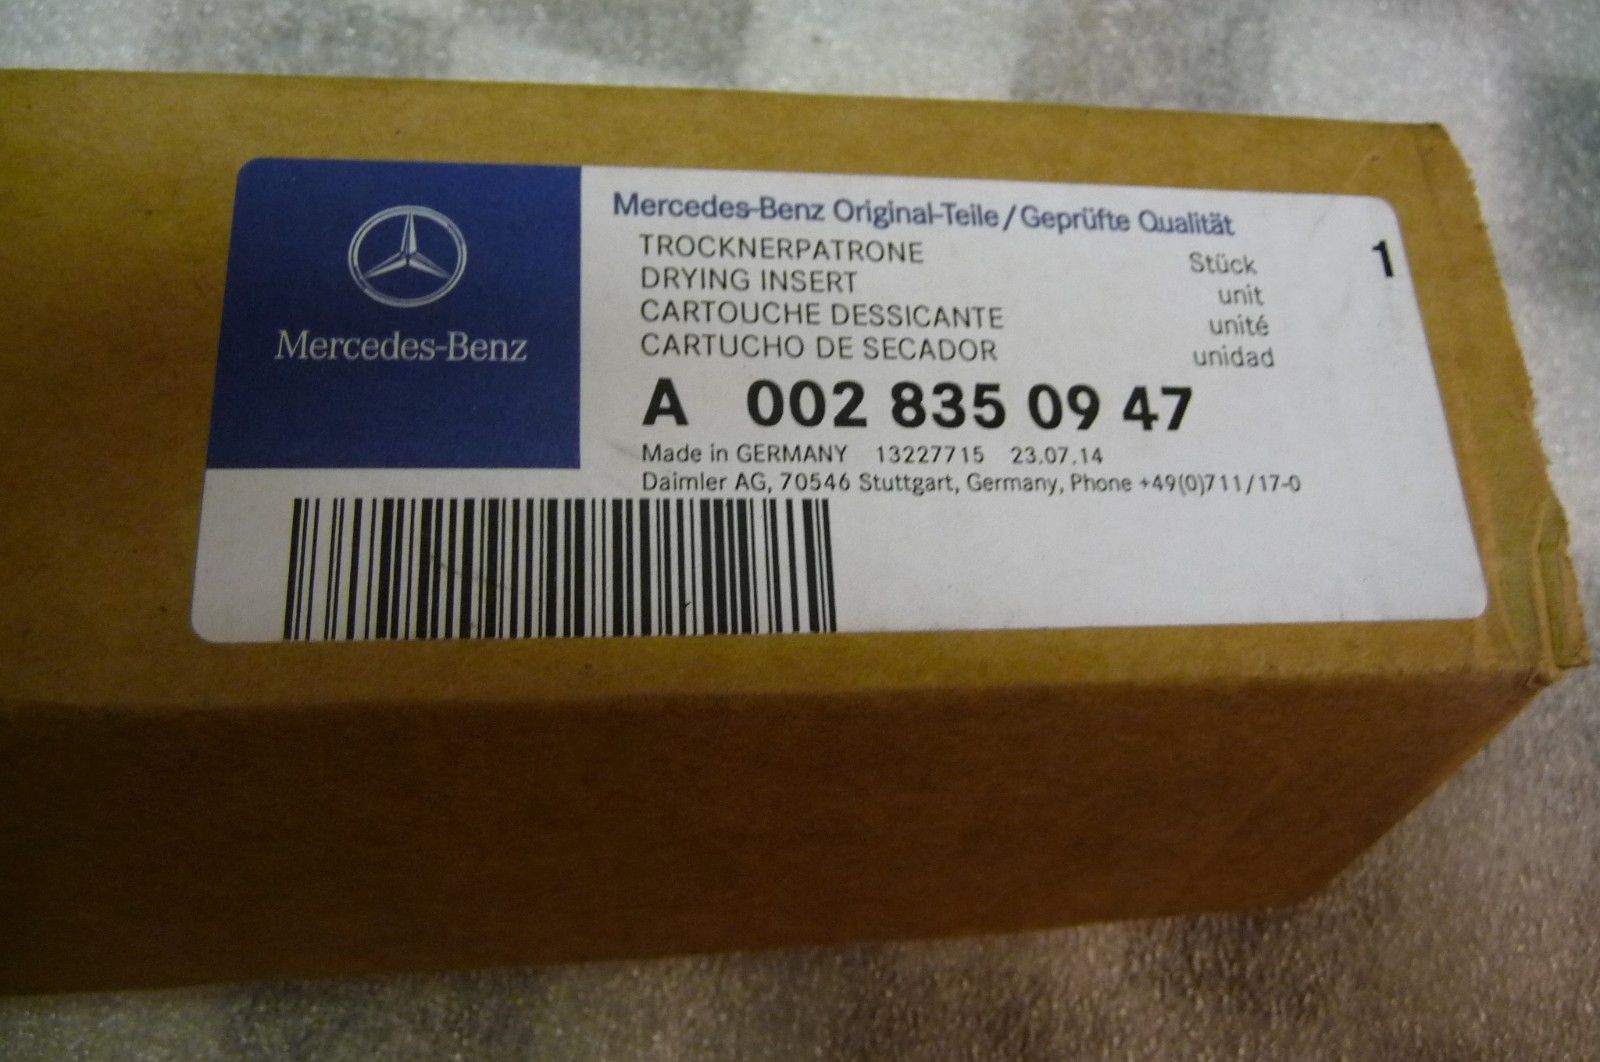 Mercedes-Benz
Mercedes-Benz Original-Teile/Geprüfte Qualität
TROCKNERPATRONE Stück 1
DRYING INSERT unit
CARTOUCHE DESSICANTE unité
CARTUCHO DE SECADOR unidad
A 002 835 09 47
Made in GERMANY 13227715 23.07.14
Daimler AG, 70546 Stuttgart, Germany, Phone +49(0)711/17-0